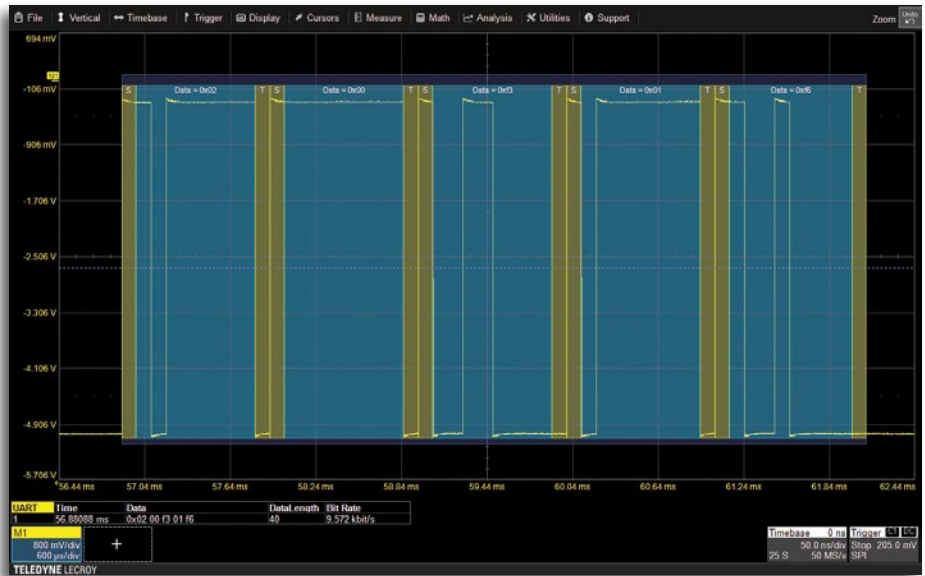 File Vertical Timebase Trigger Display Cursors Measure Math Analysis Utilities Support Zoom Undo
694 mV
M1
-106 mV
S Data = 0x02 T S Data = 0x00 T S Data = 0xf3 T S Data = 0x01 T S Data = 0xf6 T
-906 mV
-1.706 V
-2.506 V
-3.306 V
-4.106 V
-4.906 V
-5.706 V
56.44 ms 57.04 ms 57.64 ms 58.24 ms 58.84 ms 59.44 ms 60.04 ms 60.64 ms 61.24 ms 61.84 ms 62.44 ms
UART Time Data DataLength Bit Rate
1 56.88088 ms 0x02 00 f3 01 f6 40 9.572 kbit/s
M1
800 mV/div
600 µs/div
+
Timebase 0 ns Trigger C1 DC
50.0 ns/div Stop 205.0 mV
25 S 50 MS/s SPI
TELEDYNE LECROY